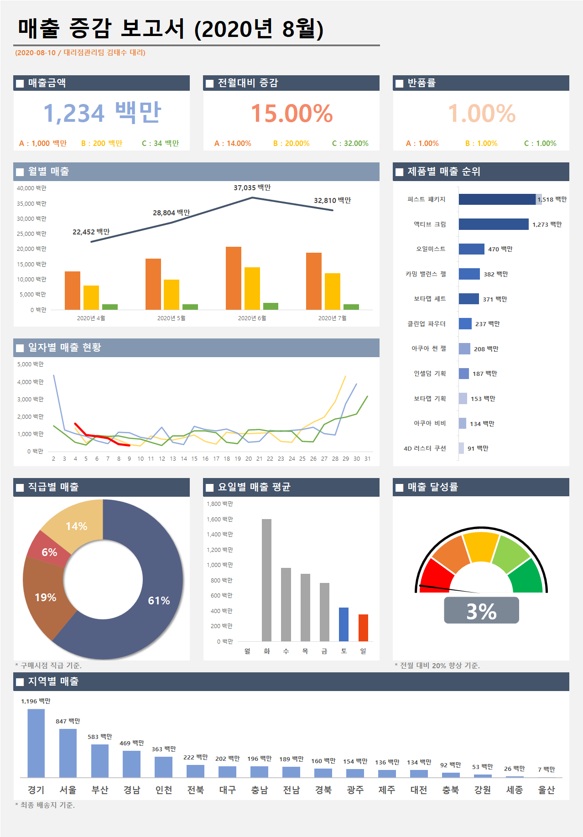 매출 증감 보고서 (2020년 8월)
(2020-08-10 / 대리점관리팀 김태수 대리)
매출금액
1,234 백만
A : 1,000 백만 B : 200 백만 C : 34 백만
전월대비 증감
15.00%
A : 14.00% B : 20.00% C : 32.00%
반품률
1.00%
A : 1.00% B : 1.00% C : 1.00%
월별 매출
40,000 백만
35,000 백만
30,000 백만
25,000 백만
20,000 백만
15,000 백만
10,000 백만
5,000 백만
0 백만
22,452 백만
28,804 백만
37,035 백만
32,810 백만
2020년 4월 2020년 5월 2020년 6월 2020년 7월
제품별 매출 순위
퍼스트 패키지 1,518 백만
액티브 크림 1,273 백만
오일미스트 470 백만
카밍 밸런스 젤 382 백만
보타랩 세트 371 백만
클린업 파우더 237 백만
아쿠아 썬 젤 208 백만
인샐덤 기획 187 백만
보타랩 기획 153 백만
아쿠아 비비 134 백만
4D 러스터 쿠션 91 백만
일자별 매출 현황
5,000 백만
4,000 백만
3,000 백만
2,000 백만
1,000 백만
0 백만
2 3 4 5 6 7 8 9 10 11 12 13 14 15 16 17 18 19 20 21 22 23 24 25 26 27 28 29 30 31
직급별 매출
14%
6%
19%
61%
* 구매시점 직급 기준.
요일별 매출 평균
1,800 백만
1,600 백만
1,400 백만
1,200 백만
1,000 백만
800 백만
600 백만
400 백만
200 백만
0 백만
월 화 수 목 금 토 일
매출 달성률
3%
* 전월 대비 20% 향상 기준.
지역별 매출
1,196 백만
847 백만
583 백만
469 백만
363 백만
222 백만
202 백만
196 백만
189 백만
160 백만
154 백만
136 백만
134 백만
92 백만
53 백만
26 백만
7 백만
경기 서울 부산 경남 인천 전북 대구 충남 전남 경북 광주 제주 대전 충북 강원 세종 울산
* 최종 배송지 기준.